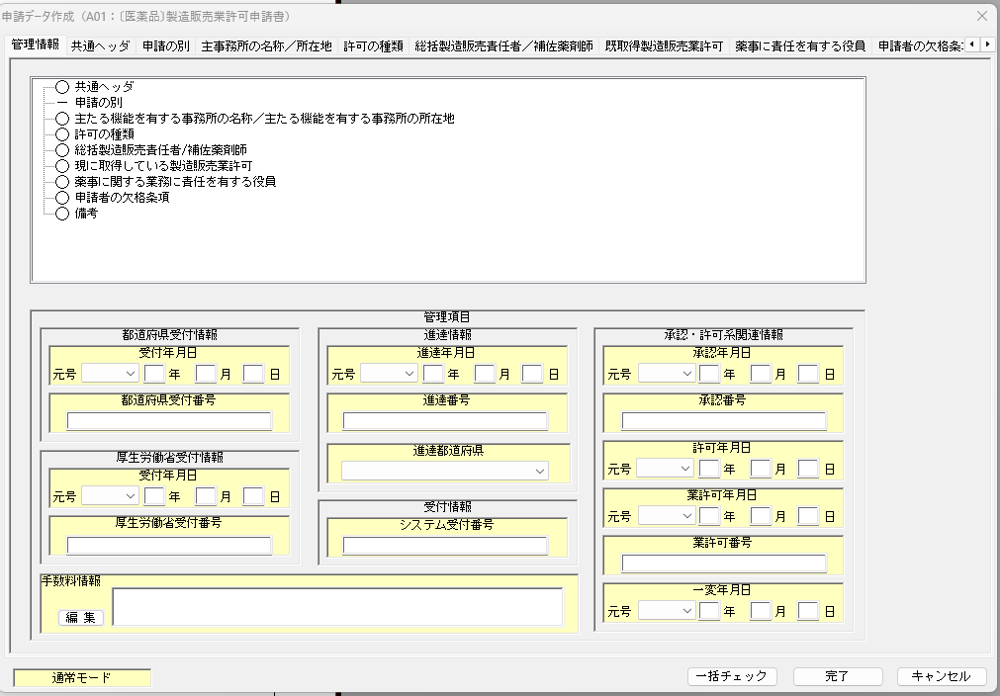 申請データ作成（A01：〔医薬品〕製造販売業許可申請書）
管理情報 共通ヘッダ 申請の別 主事務所の名称／所在地 許可の種類 総括製造販売責任者／補佐薬剤師 既取得製造販売業許可 薬事に責任を有する役員 申請者の欠格条
共通ヘッダ
申請の別
主たる機能を有する事務所の名称／主たる機能を有する事務所の所在地
許可の種類
総括製造販売責任者/補佐薬剤師
現に取得している製造販売業許可
薬事に関する業務に責任を有する役員
申請者の欠格条項
備考
管理項目
都道府県受付情報
受付年月日
元号 年 月 日
都道府県受付番号
厚生労働省受付情報
受付年月日
元号 年 月 日
厚生労働省受付番号
進達情報
進達年月日
元号 年 月 日
進達番号
進達都道府県
受付情報
システム受付番号
手数料情報
編 集
承認・許可系関連情報
承認年月日
元号 年 月 日
承認番号
許可年月日
元号 年 月 日
業許可年月日
元号 年 月 日
業許可番号
一変年月日
元号 年 月 日
通常モード
一括チェック 完了 キャンセル